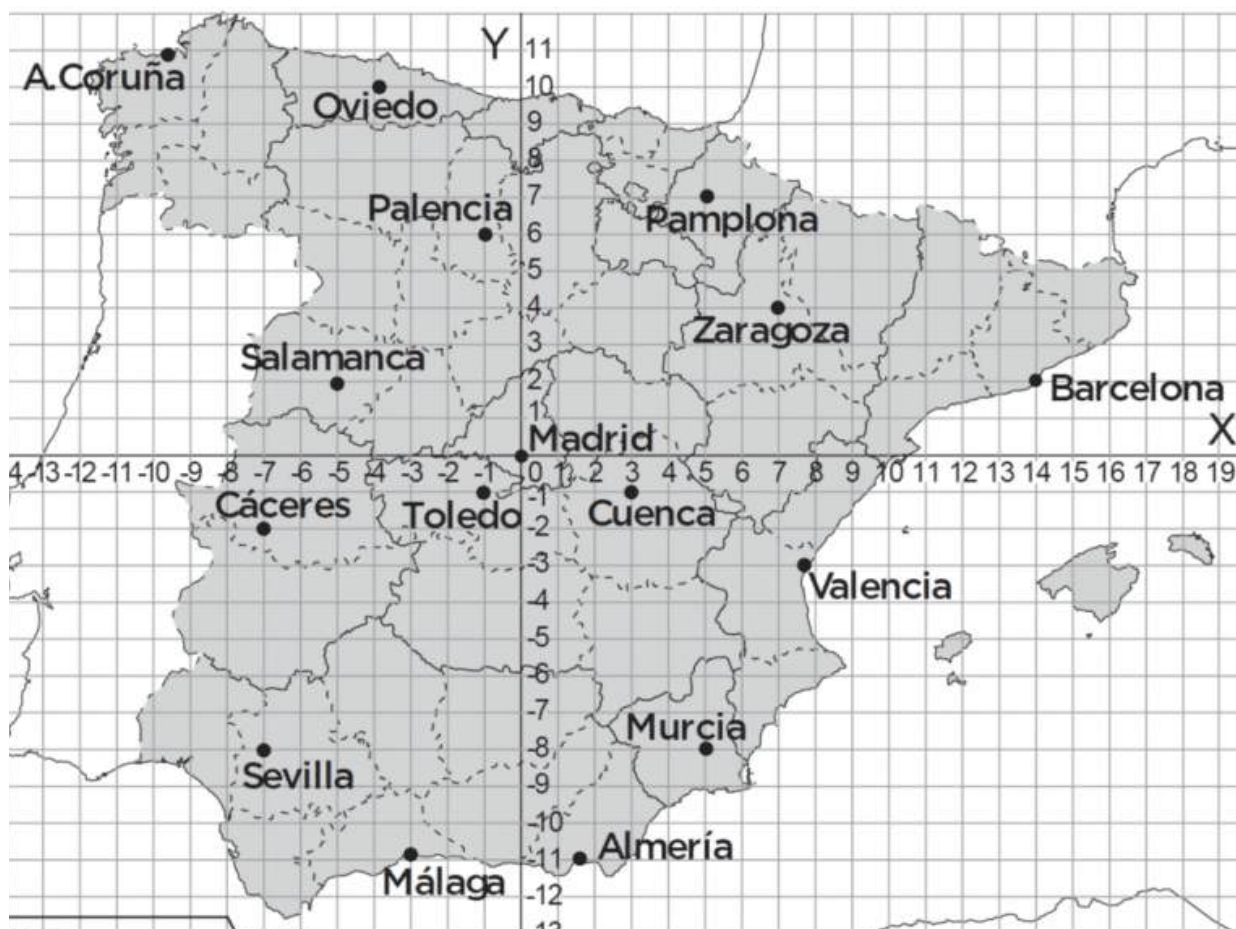 Y
11
A.Coruña
10
Oviedo
9
8
7
Palencia
Pamplona
6
5
4
Zaragoza
3
Salamanca
2
Barcelona
1
Madrid
X
4 -13 -12 -11 -10 -9 -8 -7 -6 -5 -4 -3 -2 -1 0 1 2 3 4 5 6 7 8 9 10 11 12 13 14 15 16 17 18 19
-1
Cáceres
Toledo
Cuenca
-2
-3
Valencia
-4
-5
-6
-7
Murcia
-8
Sevilla
-9
-10
Almería
-11
Málaga
-12